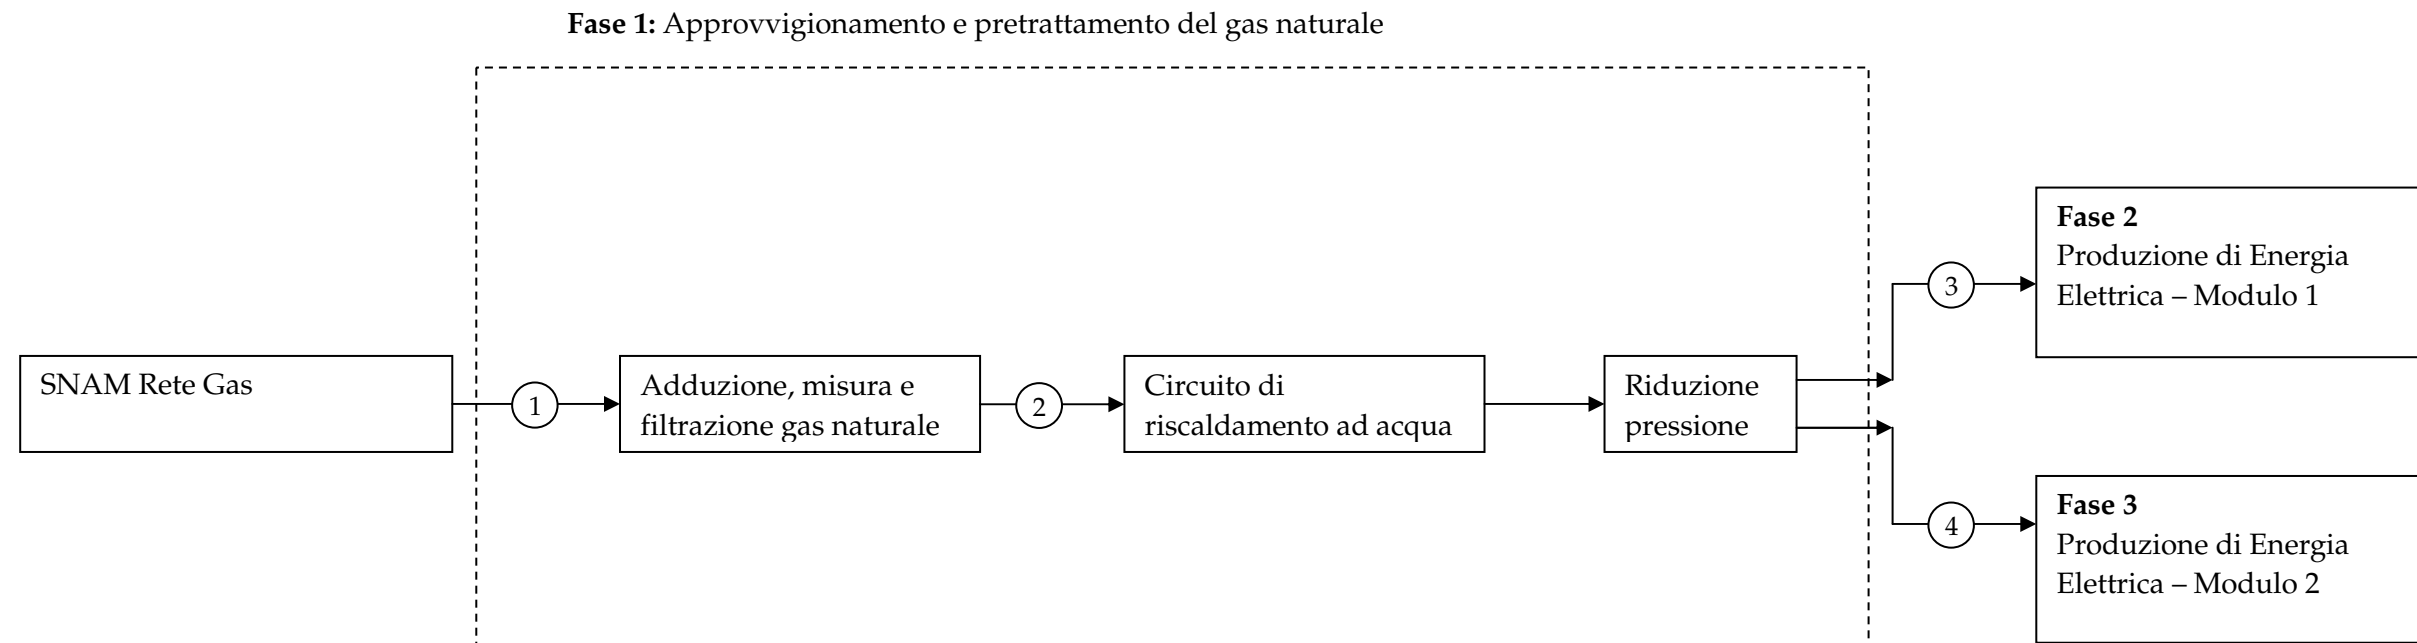 Fase 1: Approvvigionamento e pretrattamento del gas naturale
SNAM Rete Gas
1
Adduzione, misura e
filtrazione gas naturale
2
Circuito di
riscaldamento ad acqua
Riduzione
pressione
3
Fase 2
Produzione di Energia
Elettrica – Modulo 1
4
Fase 3
Produzione di Energia
Elettrica – Modulo 2